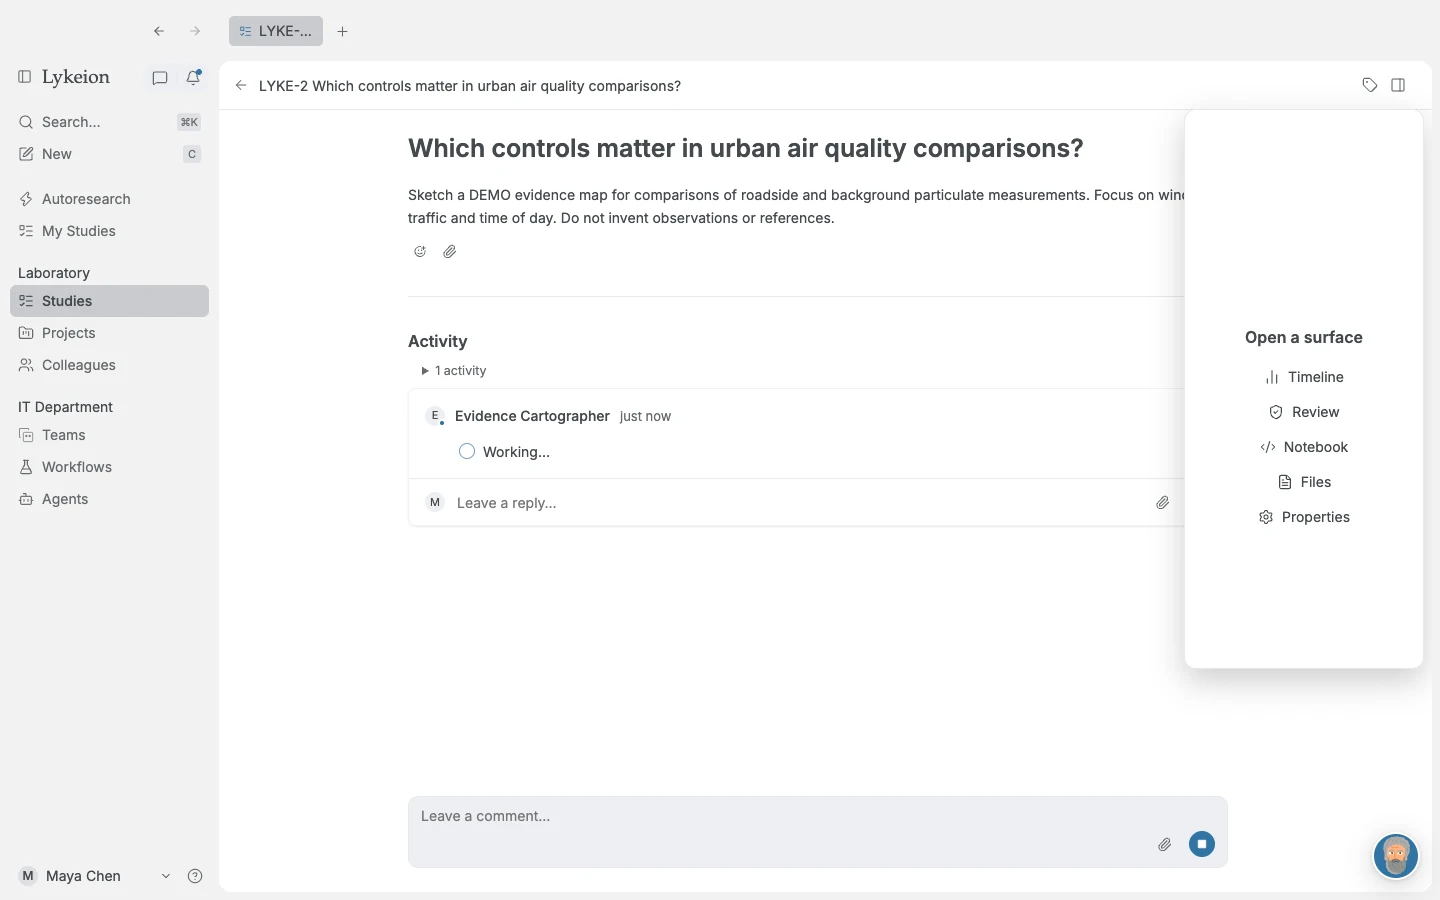 LYKE-...
Lykeion
Search...
⌘K
New
C
Autoresearch
My Studies
Laboratory
Studies
Projects
Colleagues
IT Department
Teams
Workflows
Agents
M Maya Chen
LYKE-2 Which controls matter in urban air quality comparisons?
Which controls matter in urban air quality comparisons?
Sketch a DEMO evidence map for comparisons of roadside and background particulate measurements. Focus on
traffic and time of day. Do not invent observations or references.
Activity
1 activity
E Evidence Cartographer just now
Working...
M Leave a reply...
Leave a comment...
Open a surface
Timeline
Review
Notebook
Files
Properties